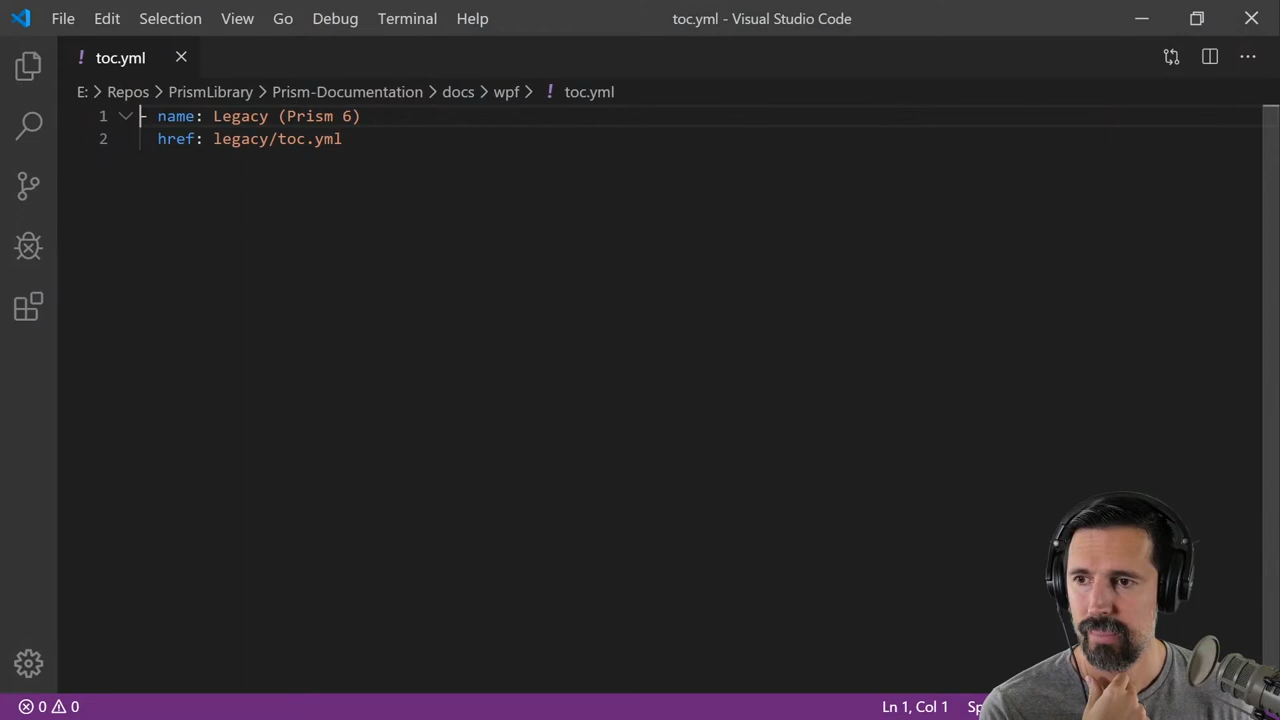 File Edit Selection View Go Debug Terminal Help toc.yml - Visual Studio Code
! toc.yml
E: > Repos > PrismLibrary > Prism-Documentation > docs > wpf > ! toc.yml
1 - name: Legacy (Prism 6)
2 href: legacy/toc.yml
0 0 Ln 1, Col 1